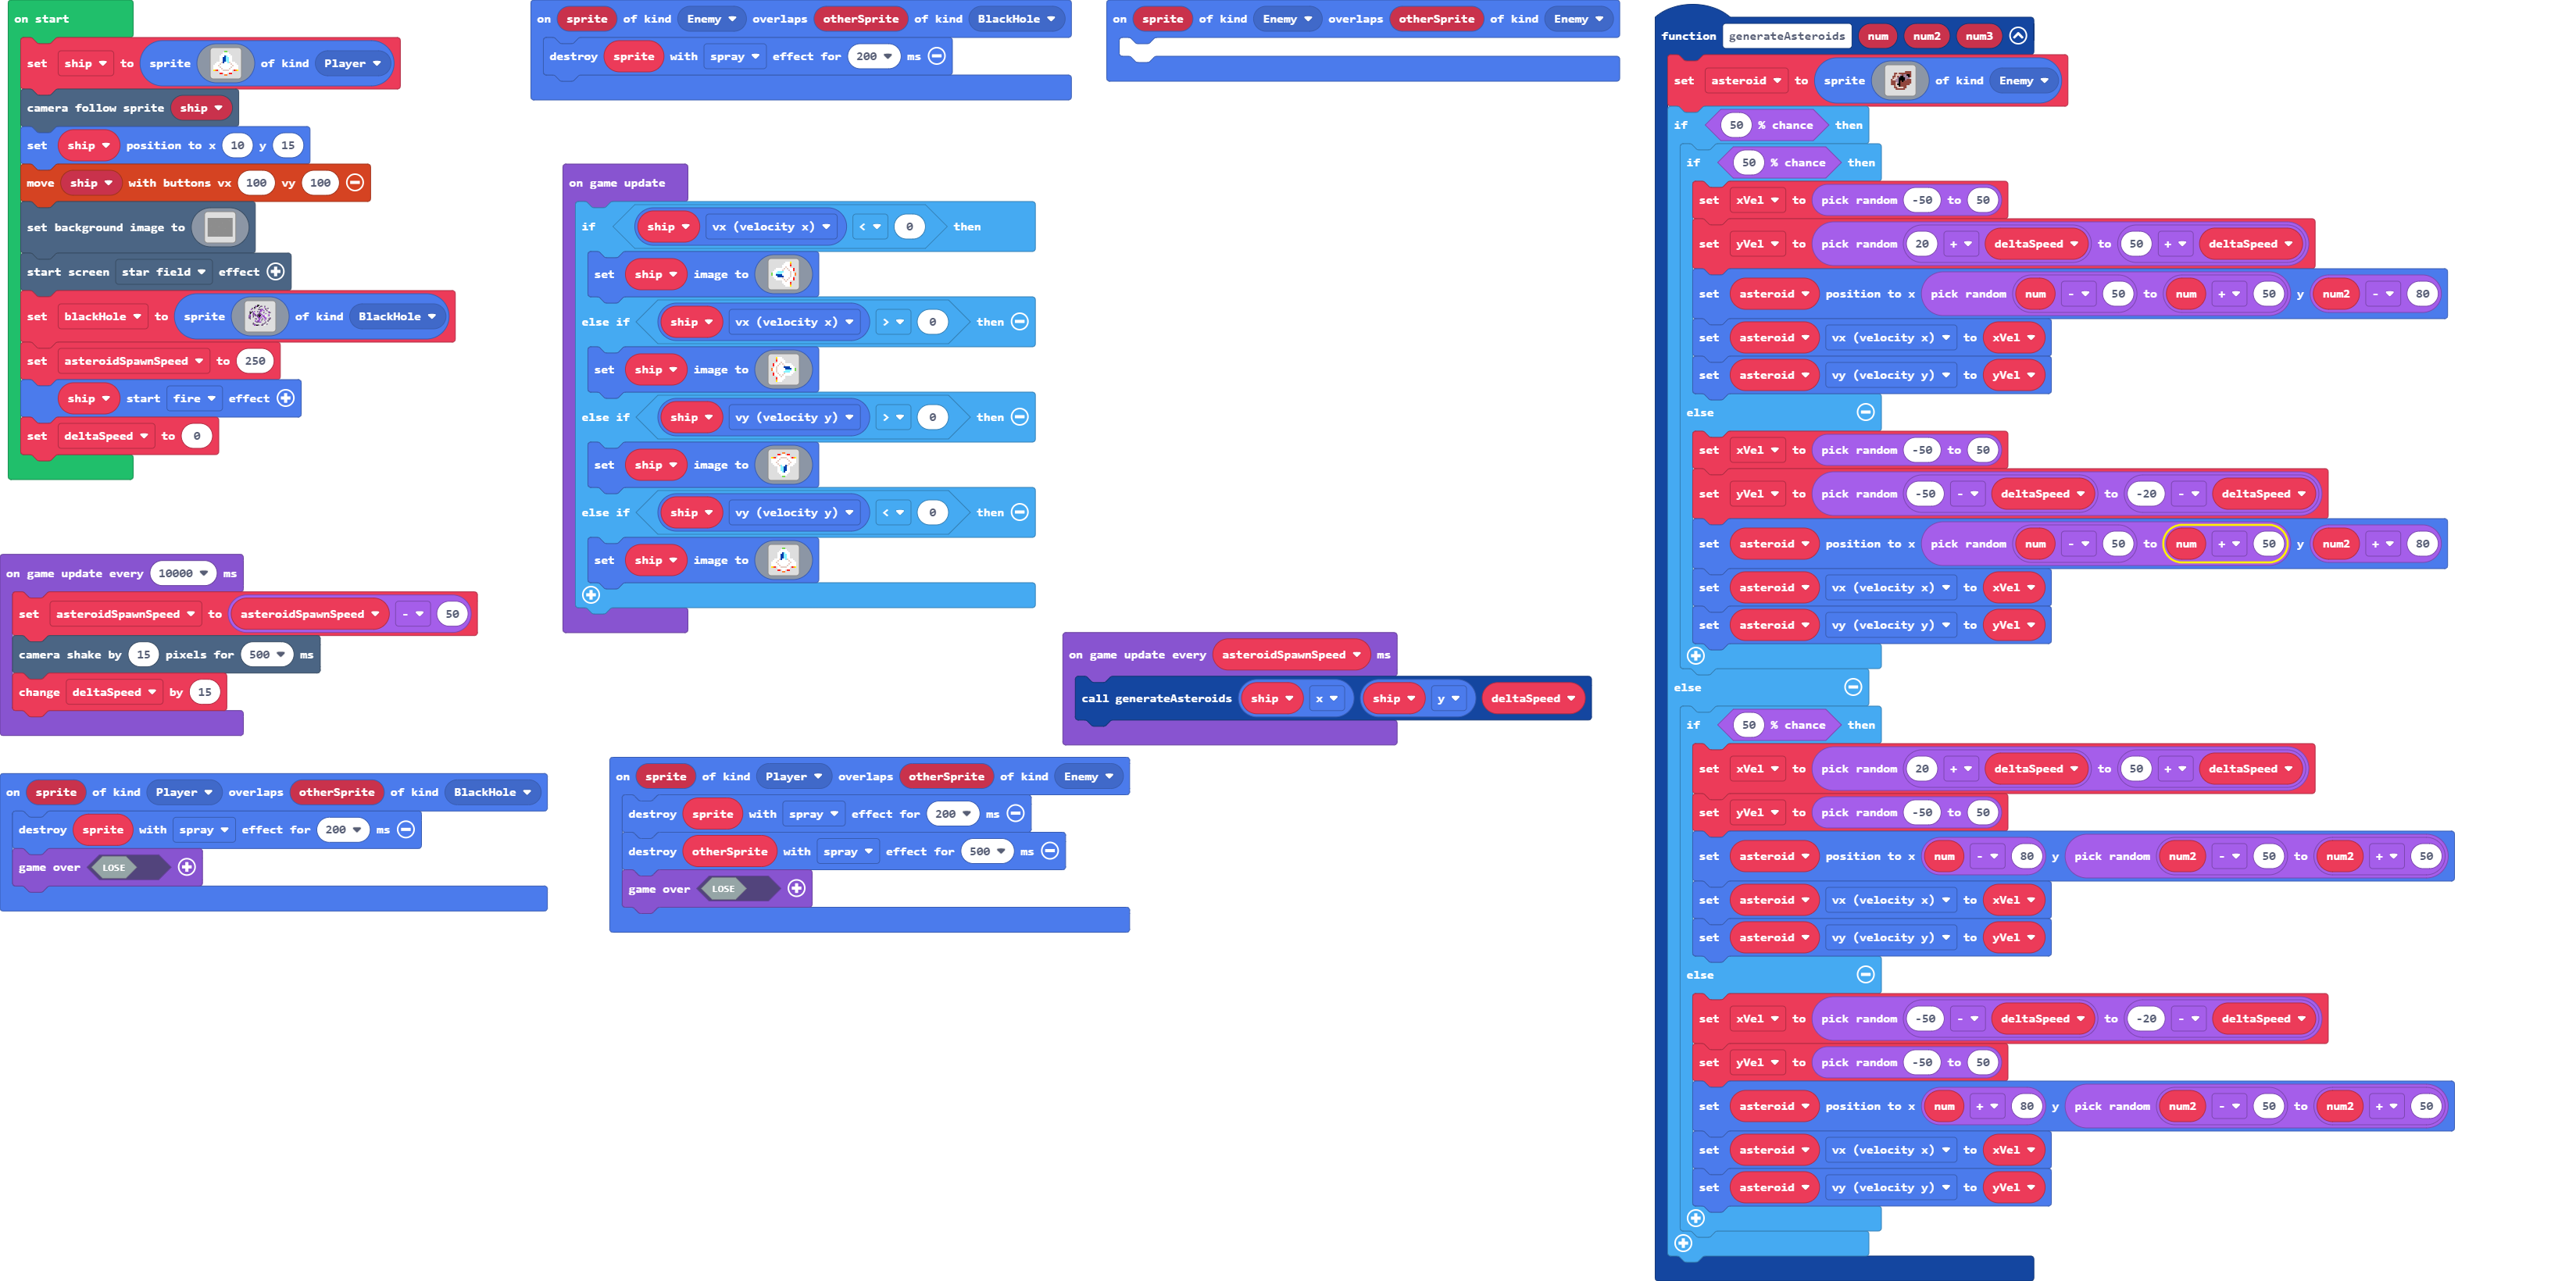 on start
set ship to sprite of kind Player
camera follow sprite ship
set ship position to x 10 y 15
move ship with buttons vx 100 vy 100
set background image to
start screen star field effect
set blackHole to sprite of kind BlackHole
set asteroidSpawnSpeed to 250
ship start fire effect
set deltaSpeed to 0
on game update every 10000 ms
set asteroidSpawnSpeed to asteroidSpawnSpeed - 50
camera shake by 15 pixels for 500 ms
change deltaSpeed by 15
on sprite of kind Player overlaps otherSprite of kind BlackHole
destroy sprite with spray effect for 200 ms
game over LOSE
on sprite of kind Enemy overlaps otherSprite of kind BlackHole
destroy sprite with spray effect for 200 ms
on game update
if ship vx (velocity x) < 0 then
set ship image to
else if ship vx (velocity x) > 0 then
set ship image to
else if ship vy (velocity y) > 0 then
set ship image to
else if ship vy (velocity y) < 0 then
set ship image to
on sprite of kind Player overlaps otherSprite of kind Enemy
destroy sprite with spray effect for 200 ms
destroy otherSprite with spray effect for 500 ms
game over LOSE
on sprite of kind Enemy overlaps otherSprite of kind Enemy
on game update every asteroidSpawnSpeed ms
call generateAsteroids ship x ship y deltaSpeed
function generateAsteroids num num2 num3
set asteroid to sprite of kind Enemy
if 50 % chance then
if 50 % chance then
set xVel to pick random -50 to 50
set yVel to pick random 20 + deltaSpeed to 50 + deltaSpeed
set asteroid position to x pick random num - 50 to num + 50 y num2 - 80
set asteroid vx (velocity x) to xVel
set asteroid vy (velocity y) to yVel
else
set xVel to pick random -50 to 50
set yVel to pick random -50 - deltaSpeed to -20 - deltaSpeed
set asteroid position to x pick random num - 50 to num + 50 y num2 + 80
set asteroid vx (velocity x) to xVel
set asteroid vy (velocity y) to yVel
else
if 50 % chance then
set xVel to pick random 20 + deltaSpeed to 50 + deltaSpeed
set yVel to pick random -50 to 50
set asteroid position to x num - 80 y pick random num2 - 50 to num2 + 50
set asteroid vx (velocity x) to xVel
set asteroid vy (velocity y) to yVel
else
set xVel to pick random -50 - deltaSpeed to -20 - deltaSpeed
set yVel to pick random -50 to 50
set asteroid position to x num + 80 y pick random num2 - 50 to num2 + 50
set asteroid vx (velocity x) to xVel
set asteroid vy (velocity y) to yVel